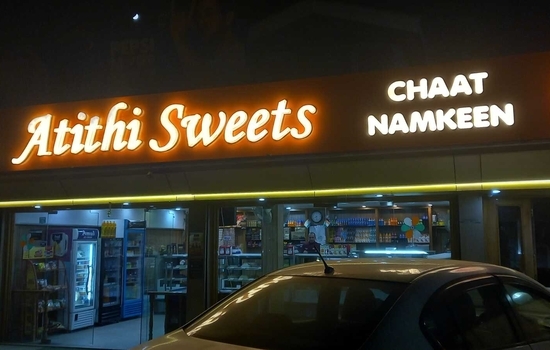 Atithi Sweets
CHAAT
NAMKEEN